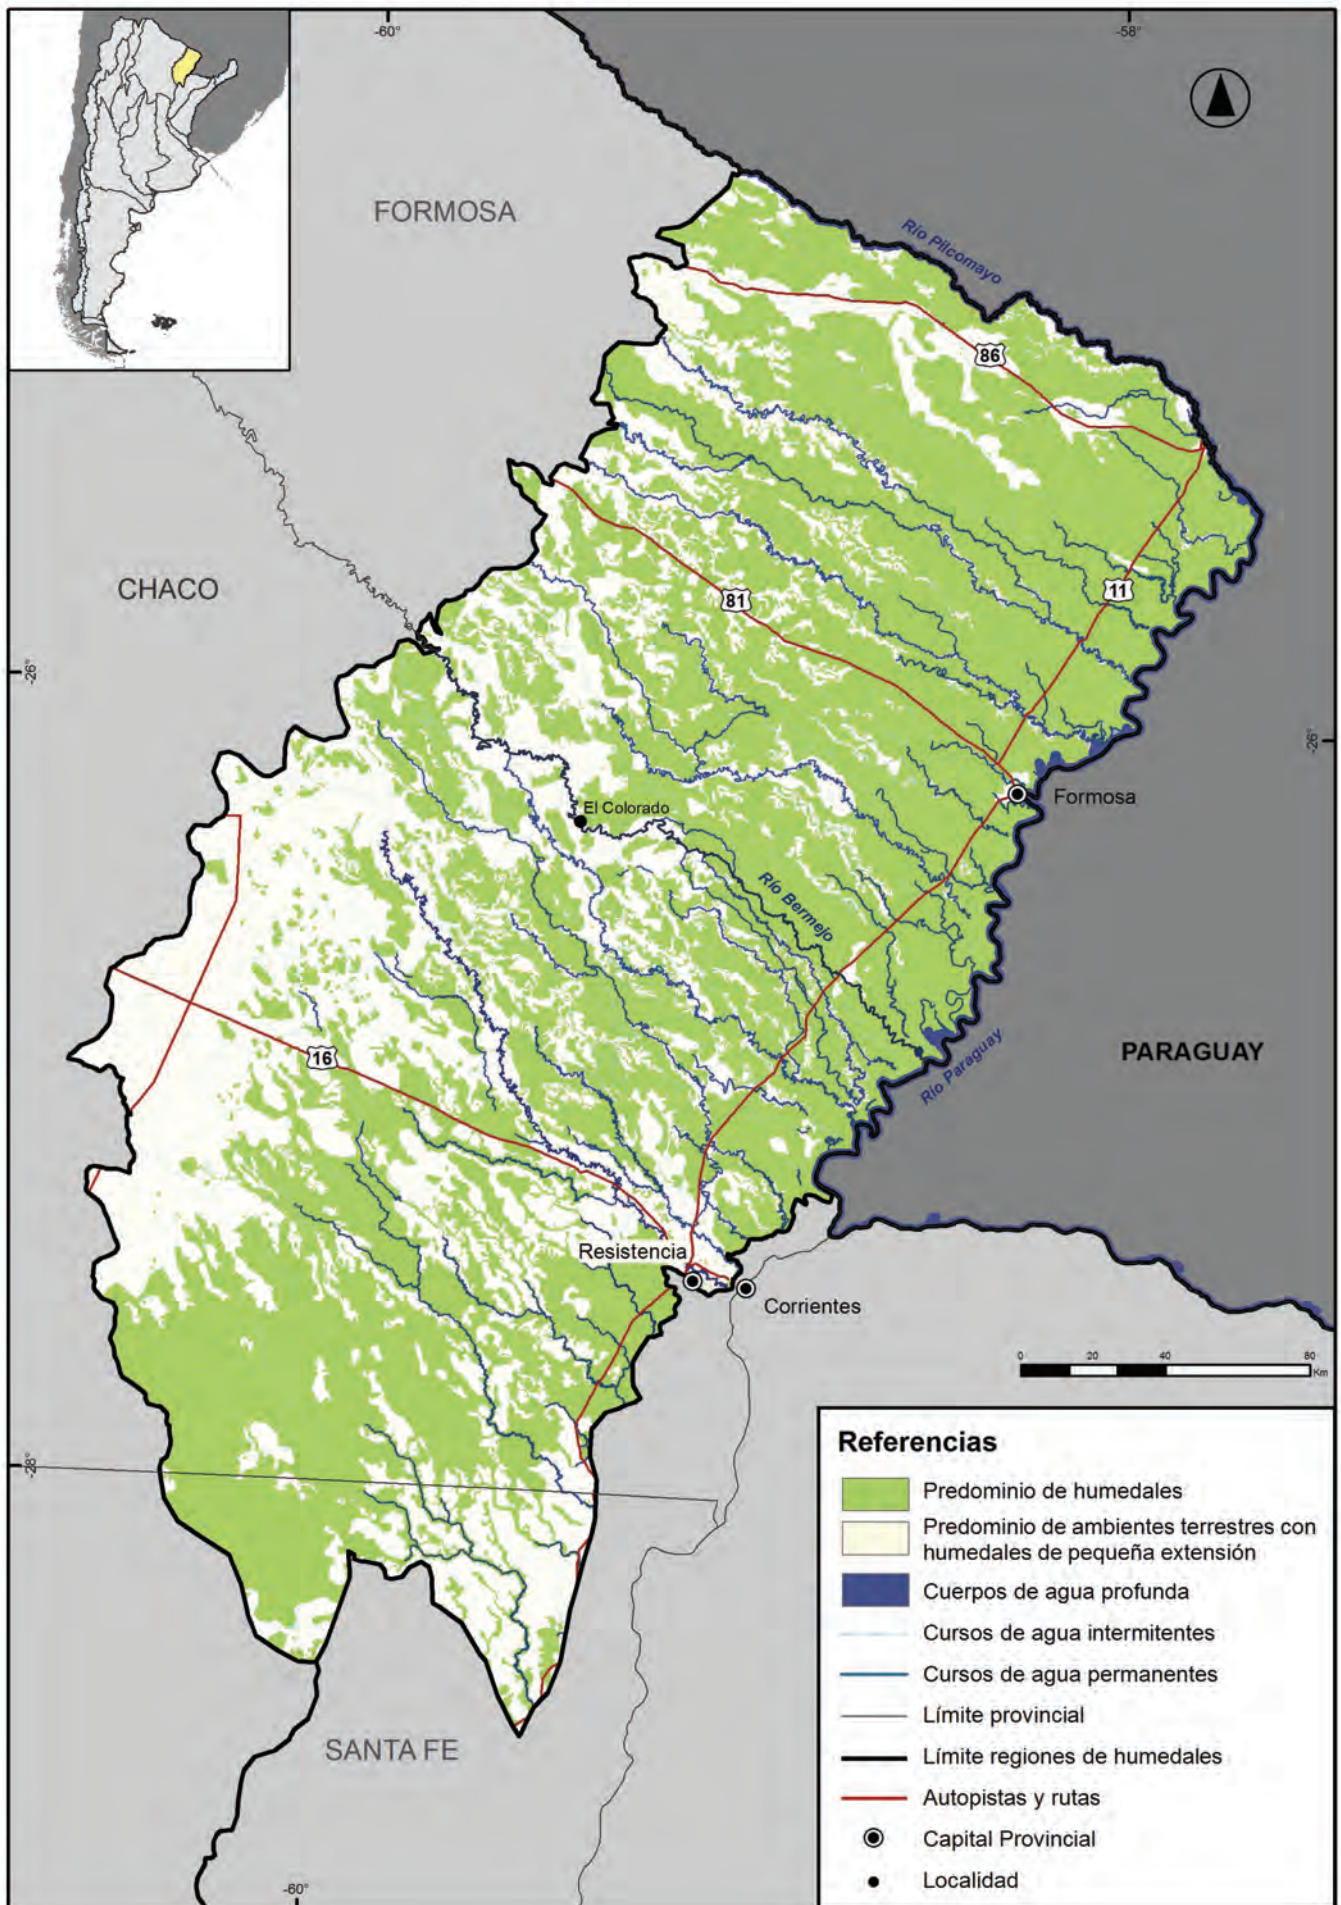 -60°
-58°
FORMOSA
Río Pilcomayo
86
CHACO
81
11
-26°
-26°
El Colorado
Formosa
Río Bermejo
16
Río Paraguay
PARAGUAY
Resistencia
Corrientes
0 20 40 80
Km
-28°
Referencias
Predominio de humedales
Predominio de ambientes terrestres con
humedales de pequeña extensión
Cuerpos de agua profunda
Cursos de agua intermitentes
Cursos de agua permanentes
Límite provincial
Límite regiones de humedales
Autopistas y rutas
Capital Provincial
Localidad
SANTA FE
-60°